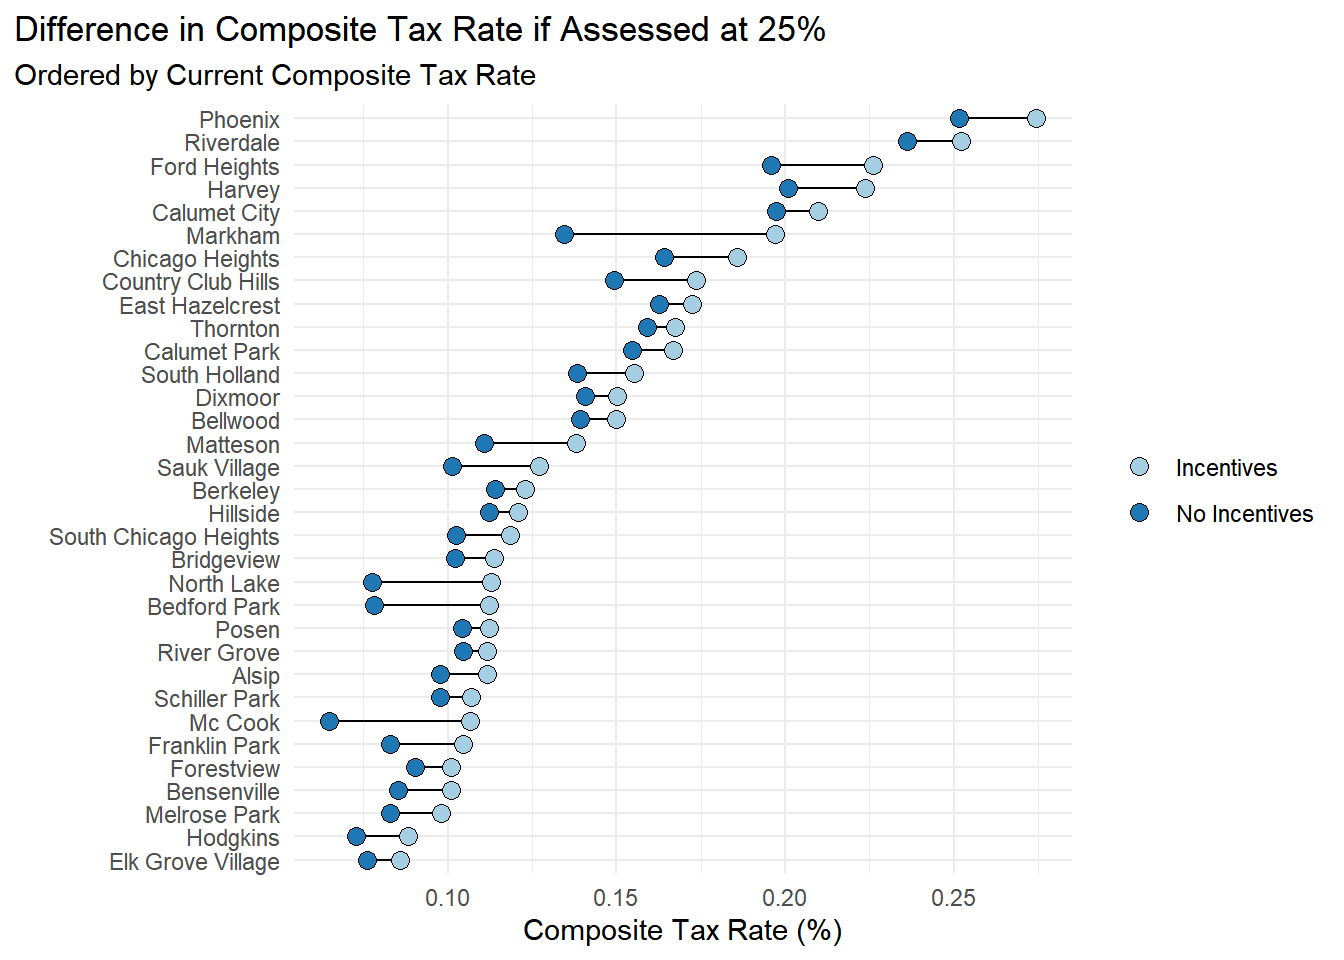 Difference in Composite Tax Rate if Assessed at 25%
Ordered by Current Composite Tax Rate
Phoenix
Riverdale
Ford Heights
Harvey
Calumet City
Markham
Chicago Heights
Country Club Hills
East Hazelcrest
Thornton
Calumet Park
South Holland
Dixmoor
Bellwood
Matteson
Sauk Village
Berkeley
Hillside
South Chicago Heights
Bridgeview
North Lake
Bedford Park
Posen
River Grove
Alsip
Schiller Park
Mc Cook
Franklin Park
Forestview
Bensenville
Melrose Park
Hodgkins
Elk Grove Village
0.10 0.15 0.20 0.25
Composite Tax Rate (%)
Incentives
No Incentives